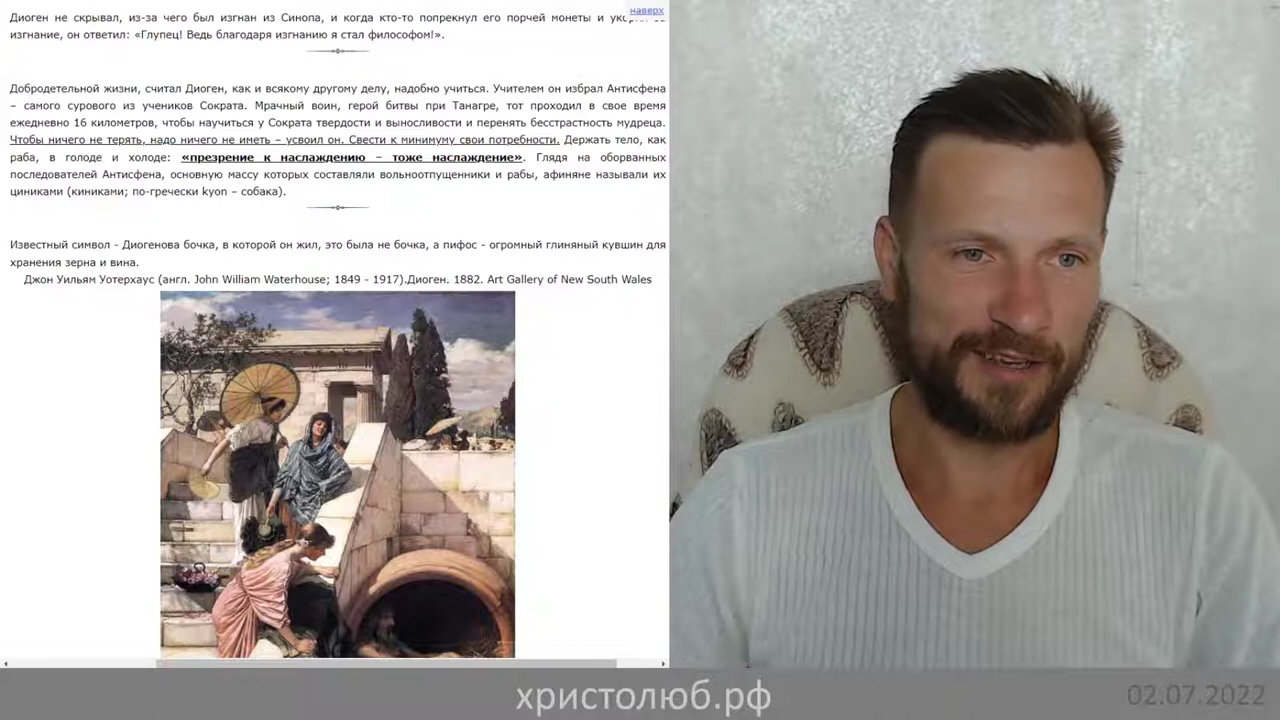 Диоген не скрывал, из-за чего был изгнан из Синопа, и когда кто-то попрекнул его порчей монеты и
наверх
изгнание, он ответил: «Глупец! Ведь благодаря изгнанию я стал философом!».
Добродетельной жизни, считал Диоген, как и всякому другому делу, надобно учиться. Учителем он избрал Антисфена
– самого сурового из учеников Сократа. Мрачный воин, герой битвы при Танагре, тот проходил в свое время
ежедневно 16 километров, чтобы научиться у Сократа твердости и выносливости и перенять бесстрастность мудреца.
Чтобы ничего не терять, надо ничего не иметь – усвоил он. Свести к минимуму свои потребности. Держать тело, как
раба, в голоде и холоде: «презрение к наслаждению – тоже наслаждение». Глядя на оборванных
последователей Антисфена, основную массу которых составляли вольноотпущенники и рабы, афиняне называли их
циниками (киниками; по-гречески kyon – собака).
Известный символ - Диогенова бочка, в которой он жил, это была не бочка, а пифос - огромный глиняный кувшин для
хранения зерна и вина.
Джон Уильям Уотерхаус (англ. John William Waterhouse; 1849 - 1917).Диоген. 1882. Art Gallery of New South Wales
христолюб.рф
02.07.2022